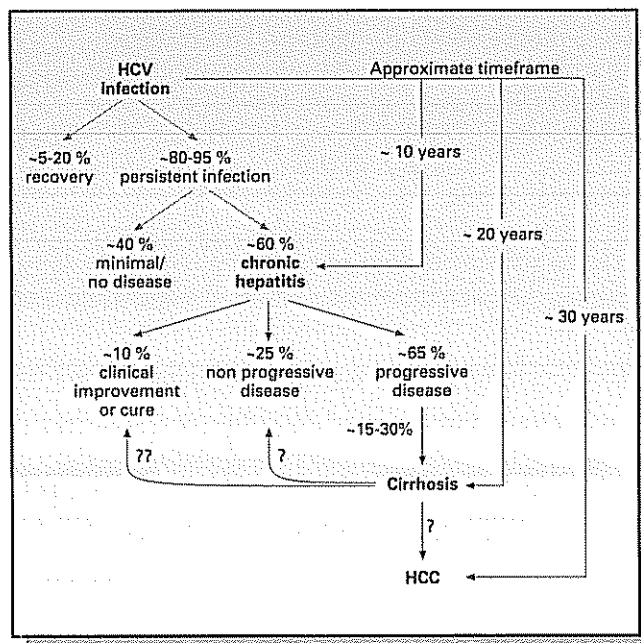 HCV
infection
Approximate timeframe
~5-20 %
recovery
~80-95 %
persistent infection
~ 10 years
~ 20 years
~ 30 years
~40 %
minimal/
no disease
~60 %
chronic
hepatitis
~10 %
clinical
improvement
or cure
~25 %
non progressive
disease
~65 %
progressive
disease
~15-30%
??
?
Cirrhosis
?
HCC